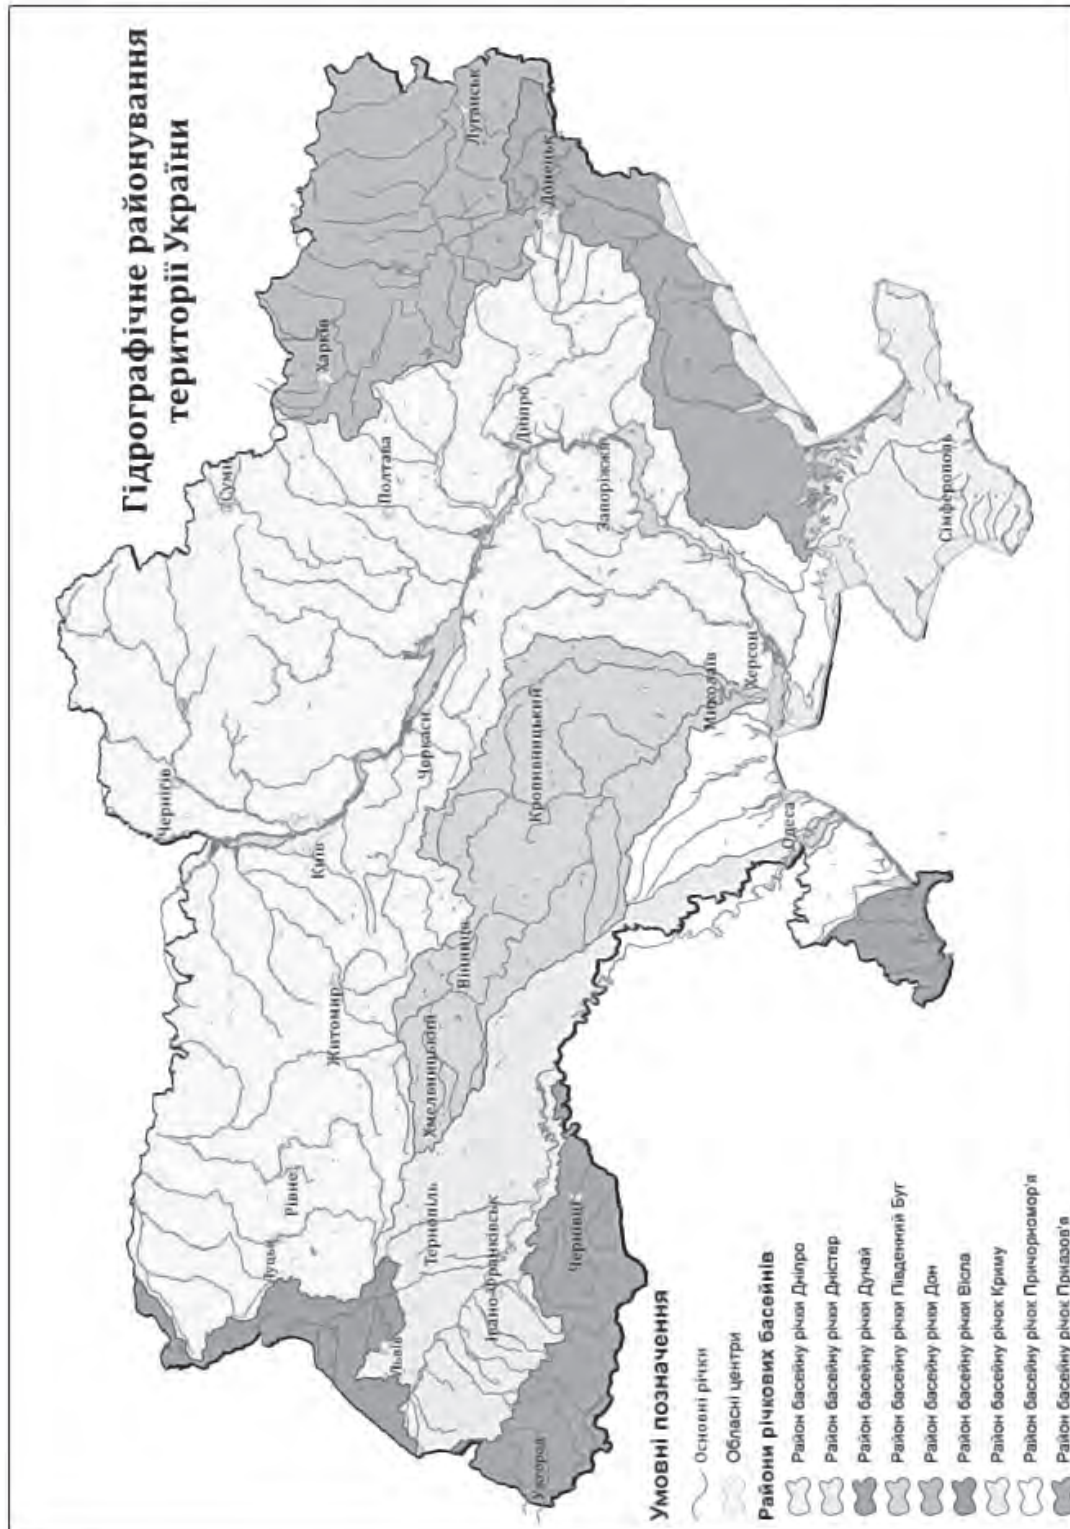 Гідрографічне районування
території України
Чернігів
Суми
Київ
Харків
Полтава
Черкаси
Луцьк
Рівне
Житомир
Львів
Тернопіль
Хмельницький
Вінниця
Луганськ
Ужгород
Івано-Франківськ
Чернівці
Кропивницький
Дніпро
Донецьк
Запоріжжя
Миколаїв
Херсон
Одеса
Сімферополь
Умовні позначення
Основні річки
Обласні центри
Райони річкових басейнів
Район басейну річки Дніпро
Район басейну річки Дністер
Район басейну річки Дунай
Район басейну річки Південний Буг
Район басейну річки Дон
Район басейну річки Вісла
Район басейну річок Криму
Район басейну річок Причорномор'я
Район басейну річок Приазов'я